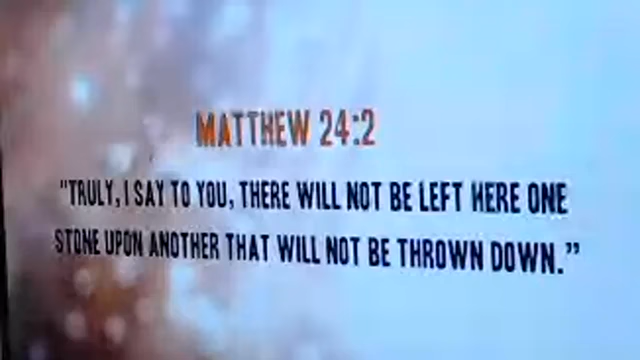 MATTHEW 24:2
"TRULY, I SAY TO YOU, THERE WILL NOT BE LEFT HERE ONE
STONE UPON ANOTHER THAT WILL NOT BE THROWN DOWN.”